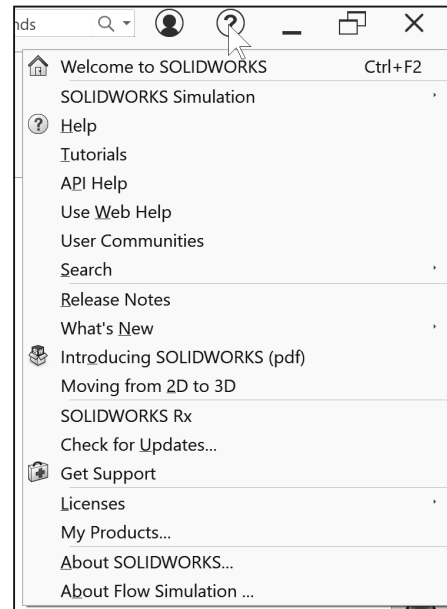 nds
Welcome to SOLIDWORKS Ctrl+F2
SOLIDWORKS Simulation
Help
Tutorials
API Help
Use Web Help
User Communities
Search
Release Notes
What's New
Introducing SOLIDWORKS (pdf)
Moving from 2D to 3D
SOLIDWORKS Rx
Check for Updates...
Get Support
Licenses
My Products...
About SOLIDWORKS...
About Flow Simulation ...